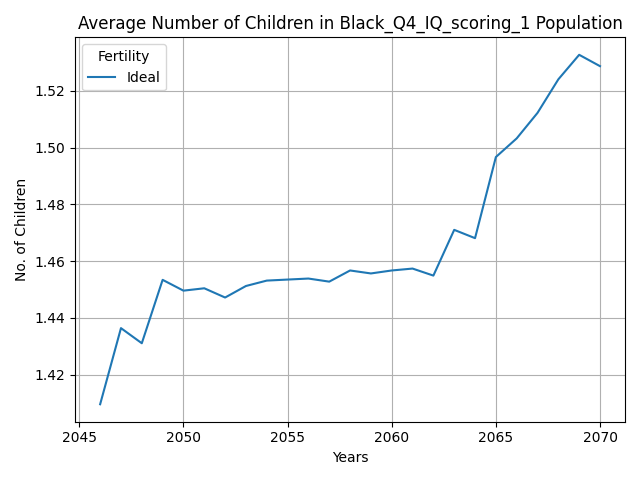 Average Number of Children in Black_Q4_IQ_scoring_1 Population
Fertility
Ideal
1.52
1.50
1.48
1.46
1.44
1.42
No. of Children
2045
2050
2055
2060
2065
2070
Years